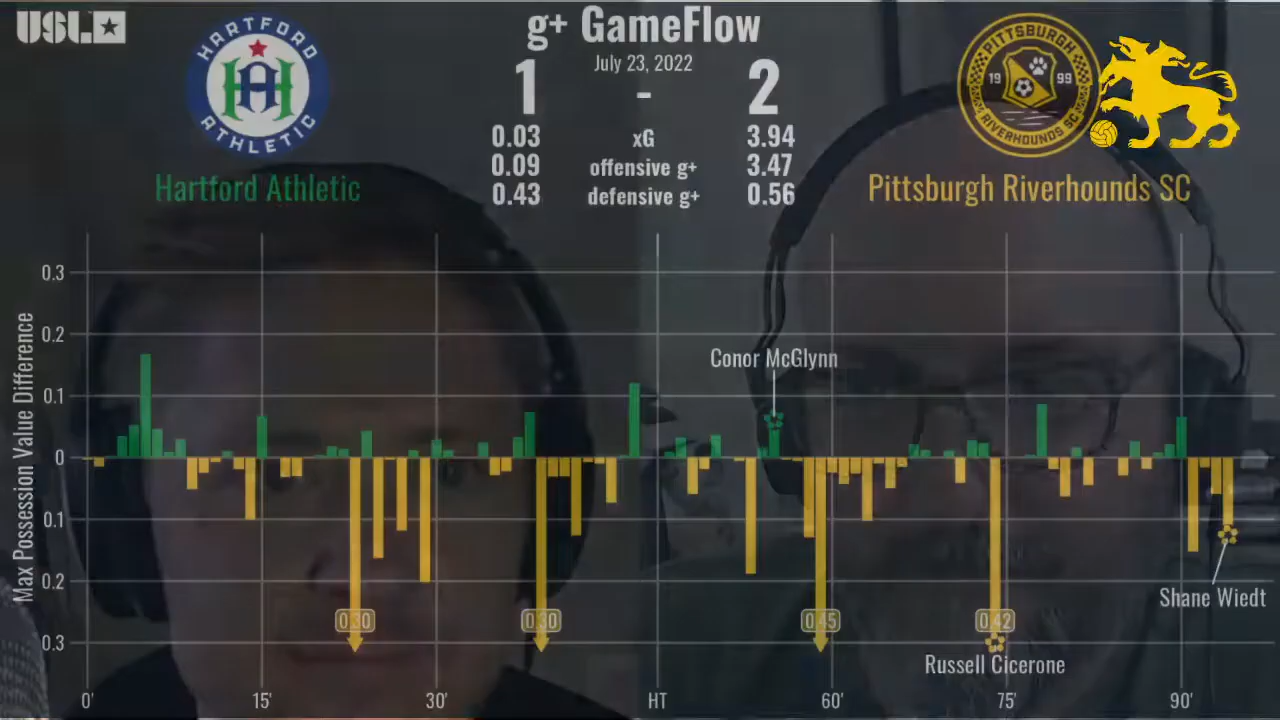 USL
g+ GameFlow
July 23, 2022
HARTFORD
HA
ATHLETIC
1 - 2
PITTSBURGH
19 99
RIVERHOUNDS SC
0.03 xG 3.94
0.09 offensive g+ 3.47
0.43 defensive g+ 0.56
Hartford Athletic
Pittsburgh Riverhounds SC
Max Possession Value Difference
0.3
0.2
0.1
0
0.1
0.2
0.3
Conor McGlynn
0.30
0.30
0.45
0.42
Shane Wiedt
Russell Cicerone
0' 15' 30' HT 60' 75' 90'